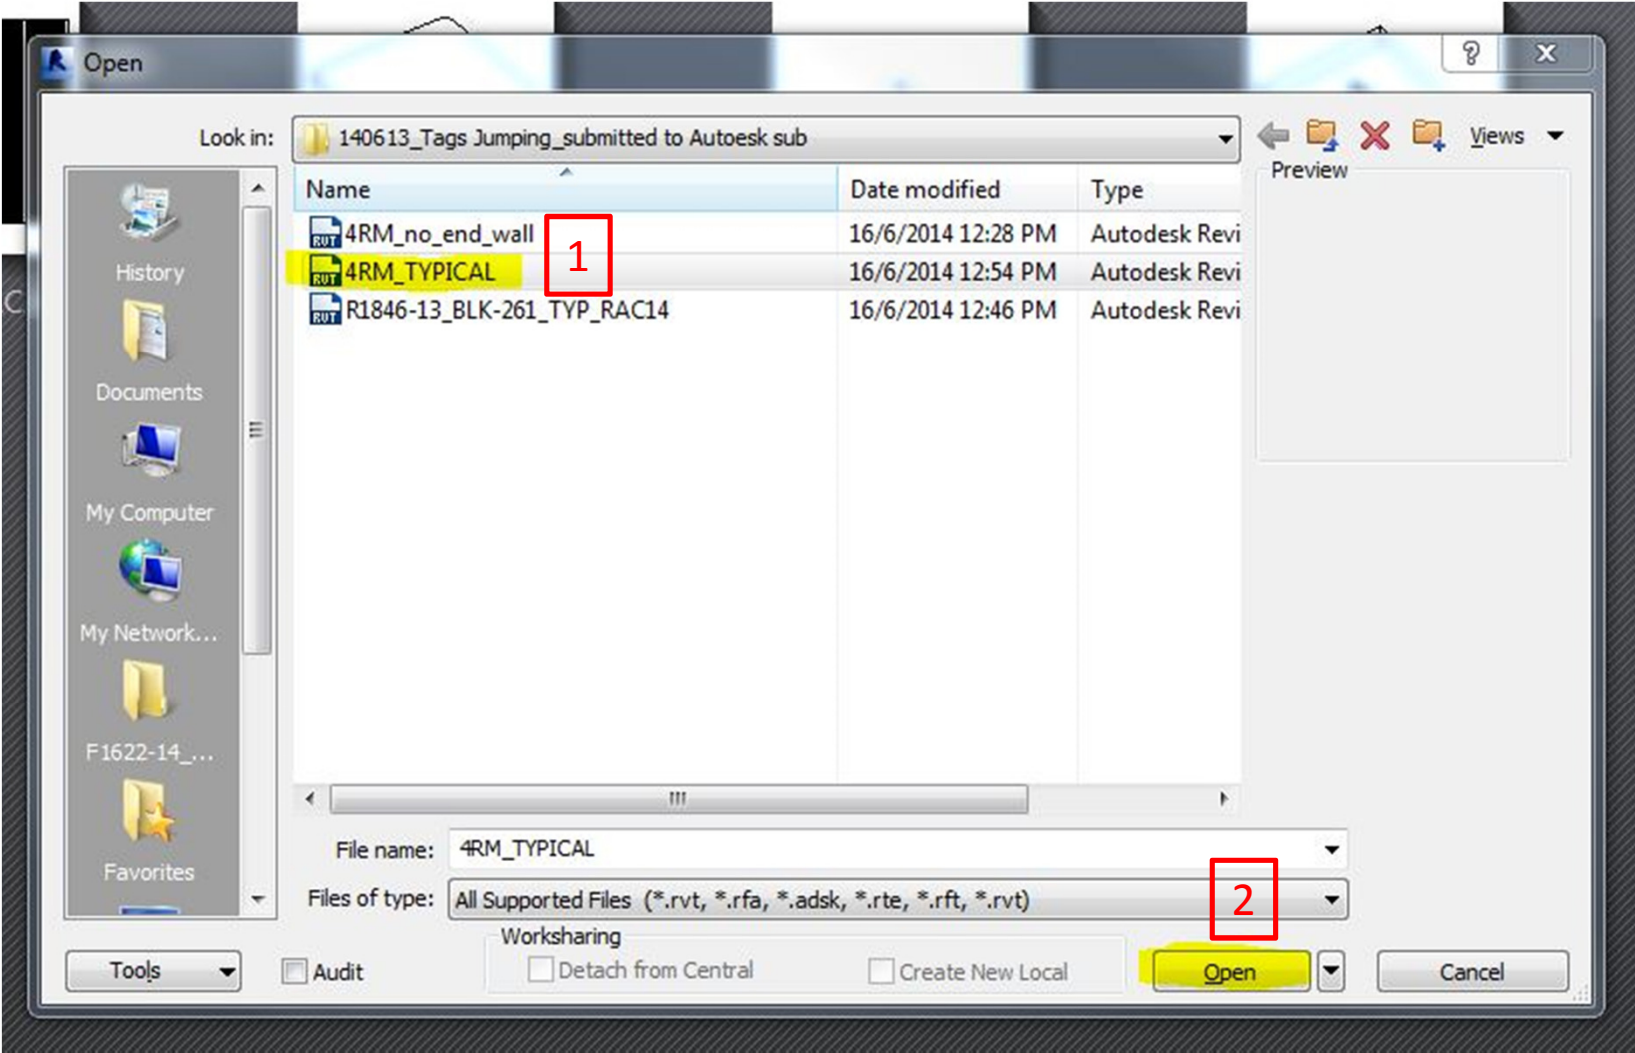 Open
Look in: 140613_Tags Jumping_submitted to Autoesk sub
Views
Preview
Name Date modified Type
4RM_no_end_wall 16/6/2014 12:28 PM Autodesk Revi
1
4RM_TYPICAL 16/6/2014 12:54 PM Autodesk Revi
R1846-13_BLK-261_TYP_RAC14 16/6/2014 12:46 PM Autodesk Revi
RVT
RVT
RVT
C
History
Documents
My Computer
My Network...
F1622-14_...
Favorites
File name: 4RM_TYPICAL
Files of type: All Supported Files (*.rvt, *.rfa, *.adsk, *.rte, *.rft, *.rvt)
2
Worksharing
Tools Audit Detach from Central Create New Local Open Cancel